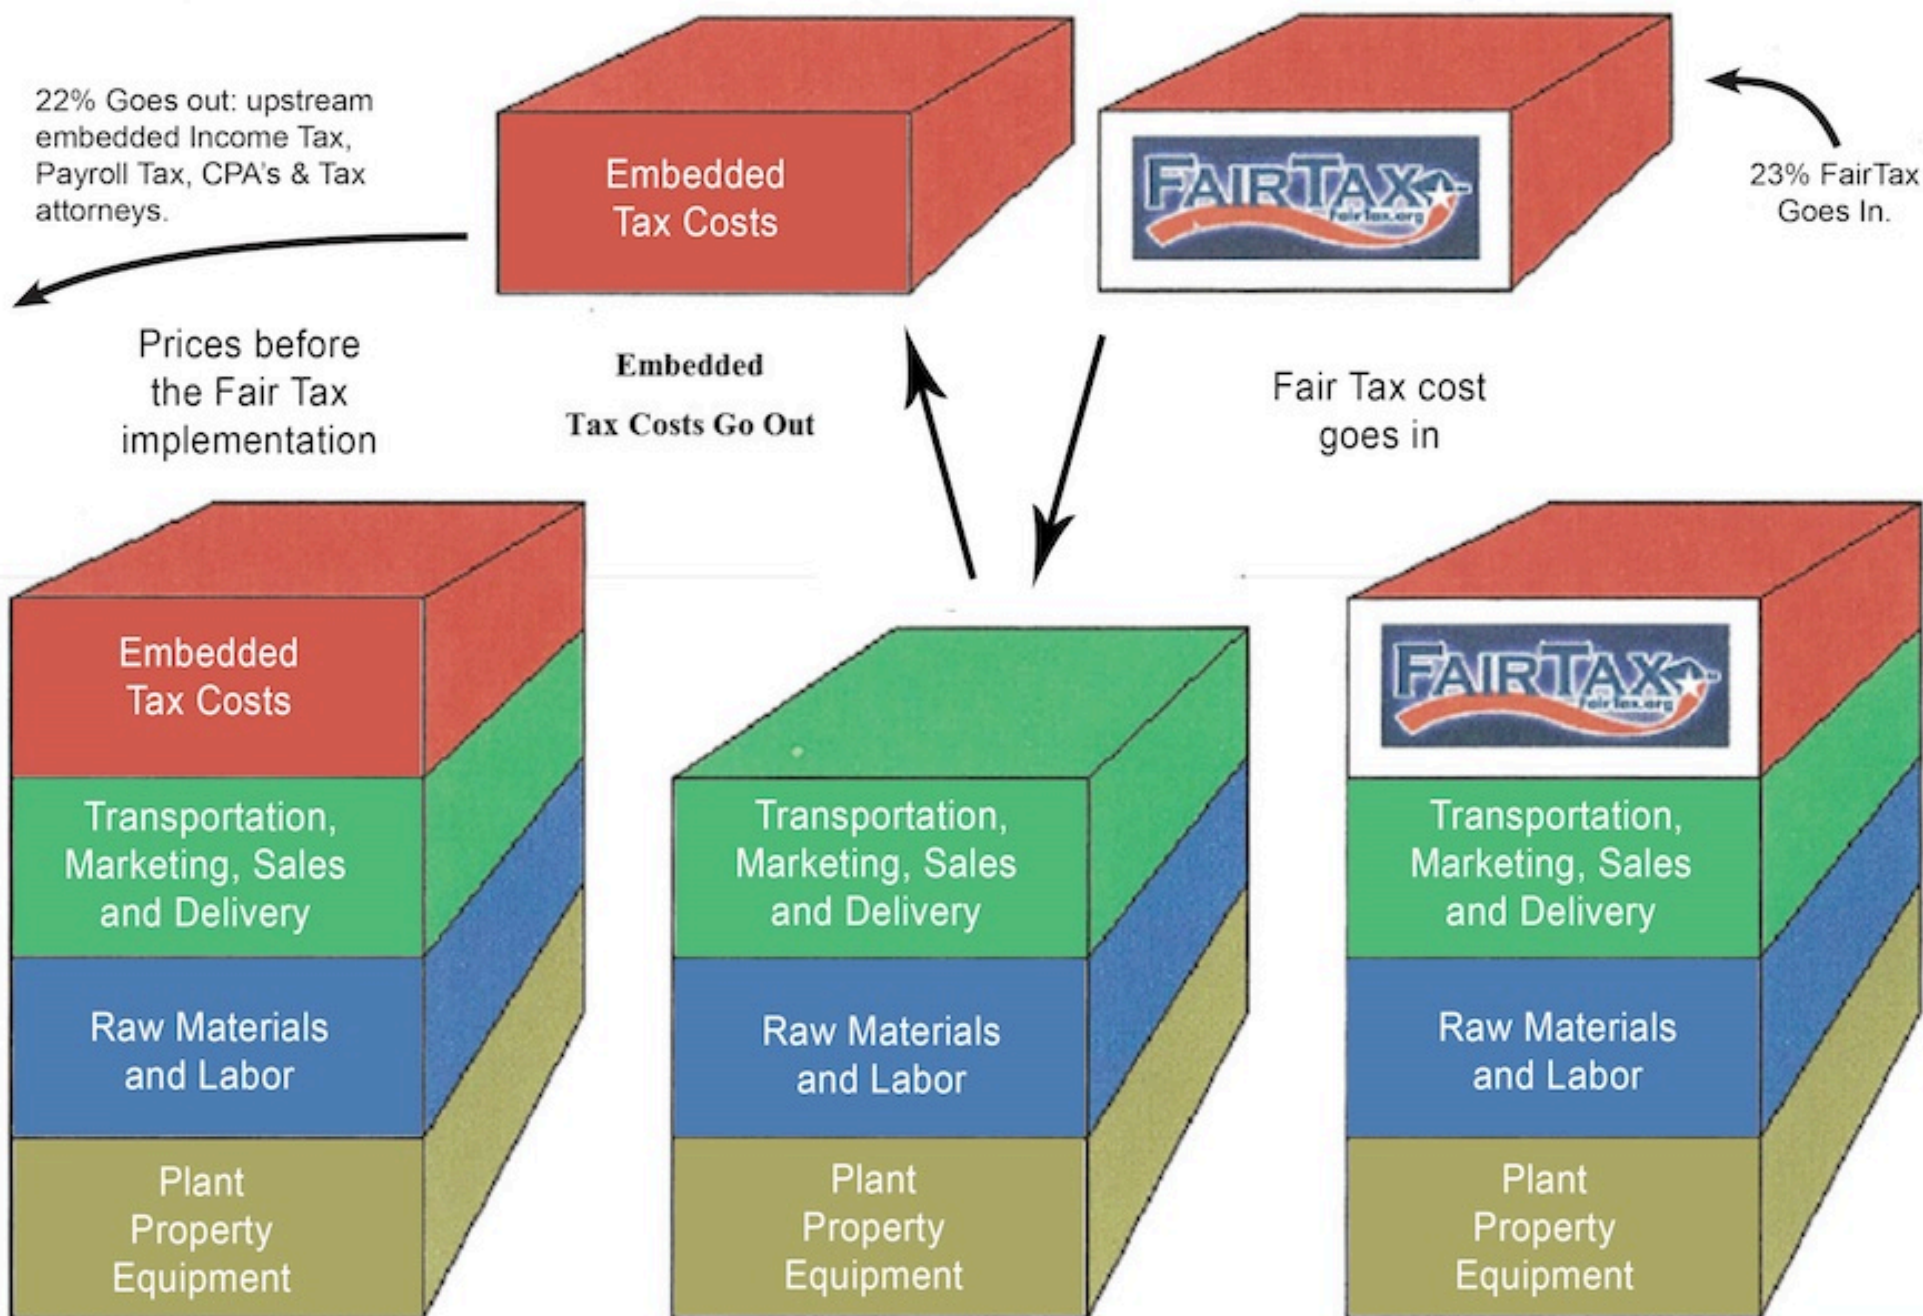 22% Goes out: upstream
embedded Income Tax,
Payroll Tax, CPA's & Tax
attorneys.
Embedded
Tax Costs
FAIRTAX
FairTax.org
23% FairTax
Goes In.
Prices before
the Fair Tax
implementation
Embedded
Tax Costs Go Out
Fair Tax cost
goes in
Embedded
Tax Costs
Transportation,
Marketing, Sales
and Delivery
Raw Materials
and Labor
Plant
Property
Equipment
Transportation,
Marketing, Sales
and Delivery
Raw Materials
and Labor
Plant
Property
Equipment
FAIRTAX
FairTax.org
Transportation,
Marketing, Sales
and Delivery
Raw Materials
and Labor
Plant
Property
Equipment